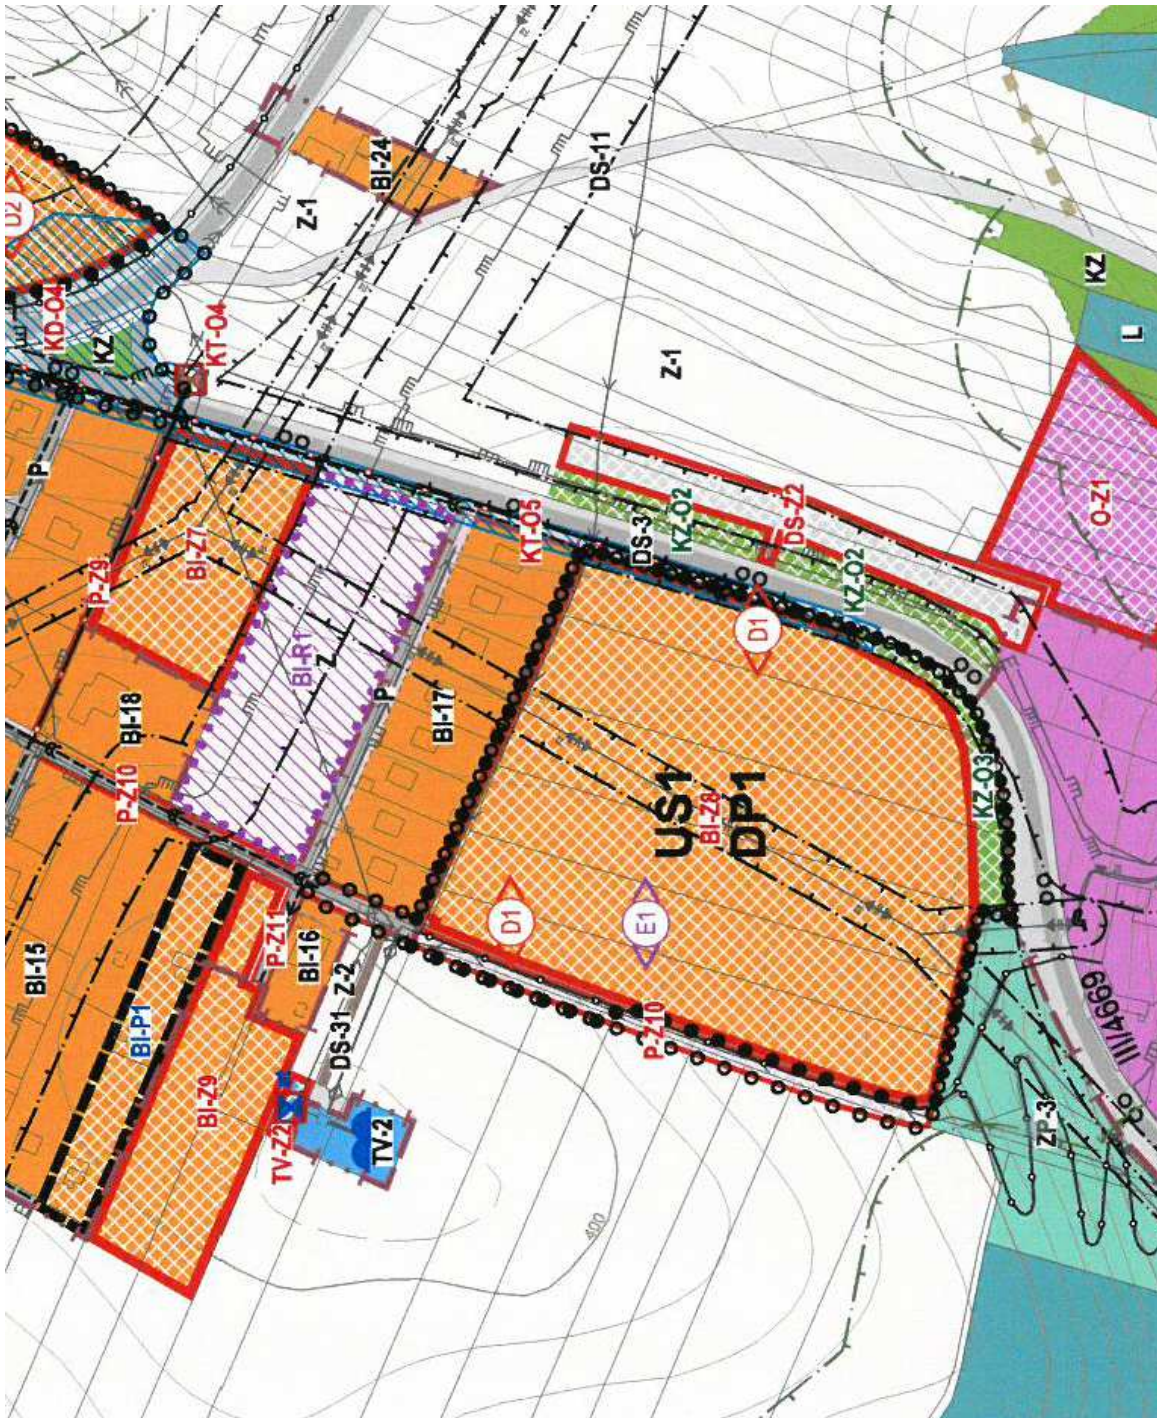 D2
KD-O4
KZ
KT-O4
BI-24
Z-1
DS-11
KZ
L
Z-1
P
P-Z9
BI-Z7
BI-18
BI-R1
Z
P
BI-17
KT-O5
DS-31
KZ-O2
DS-Z2
KZ-O2
O-Z1
D1
P-Z10
BI-15
BI-P1
P-Z11
BI-16
Z-2
DS-31
BI-Z9
TV-Z2
TV-2
US1
BI-Z8
DP1
D1
E1
P-Z10
KZ-O3
P
III/4669
ZP-3
400